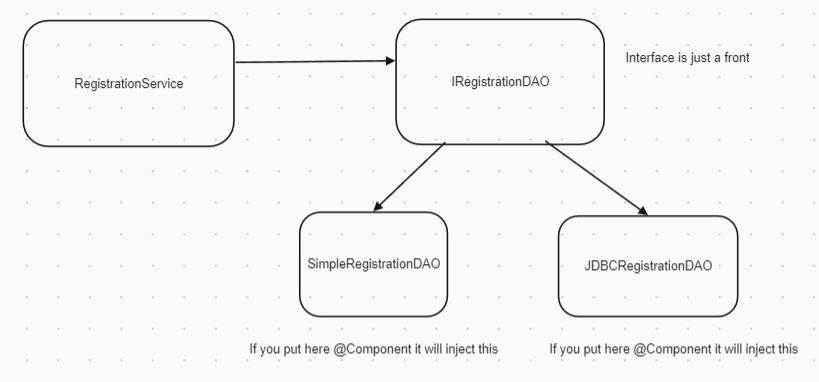 RegistrationService
IRegistrationDAO
Interface is just a front
SimpleRegistrationDAO
JDBCRegistrationDAO
If you put here @Component it will inject this
If you put here @Component it will inject this